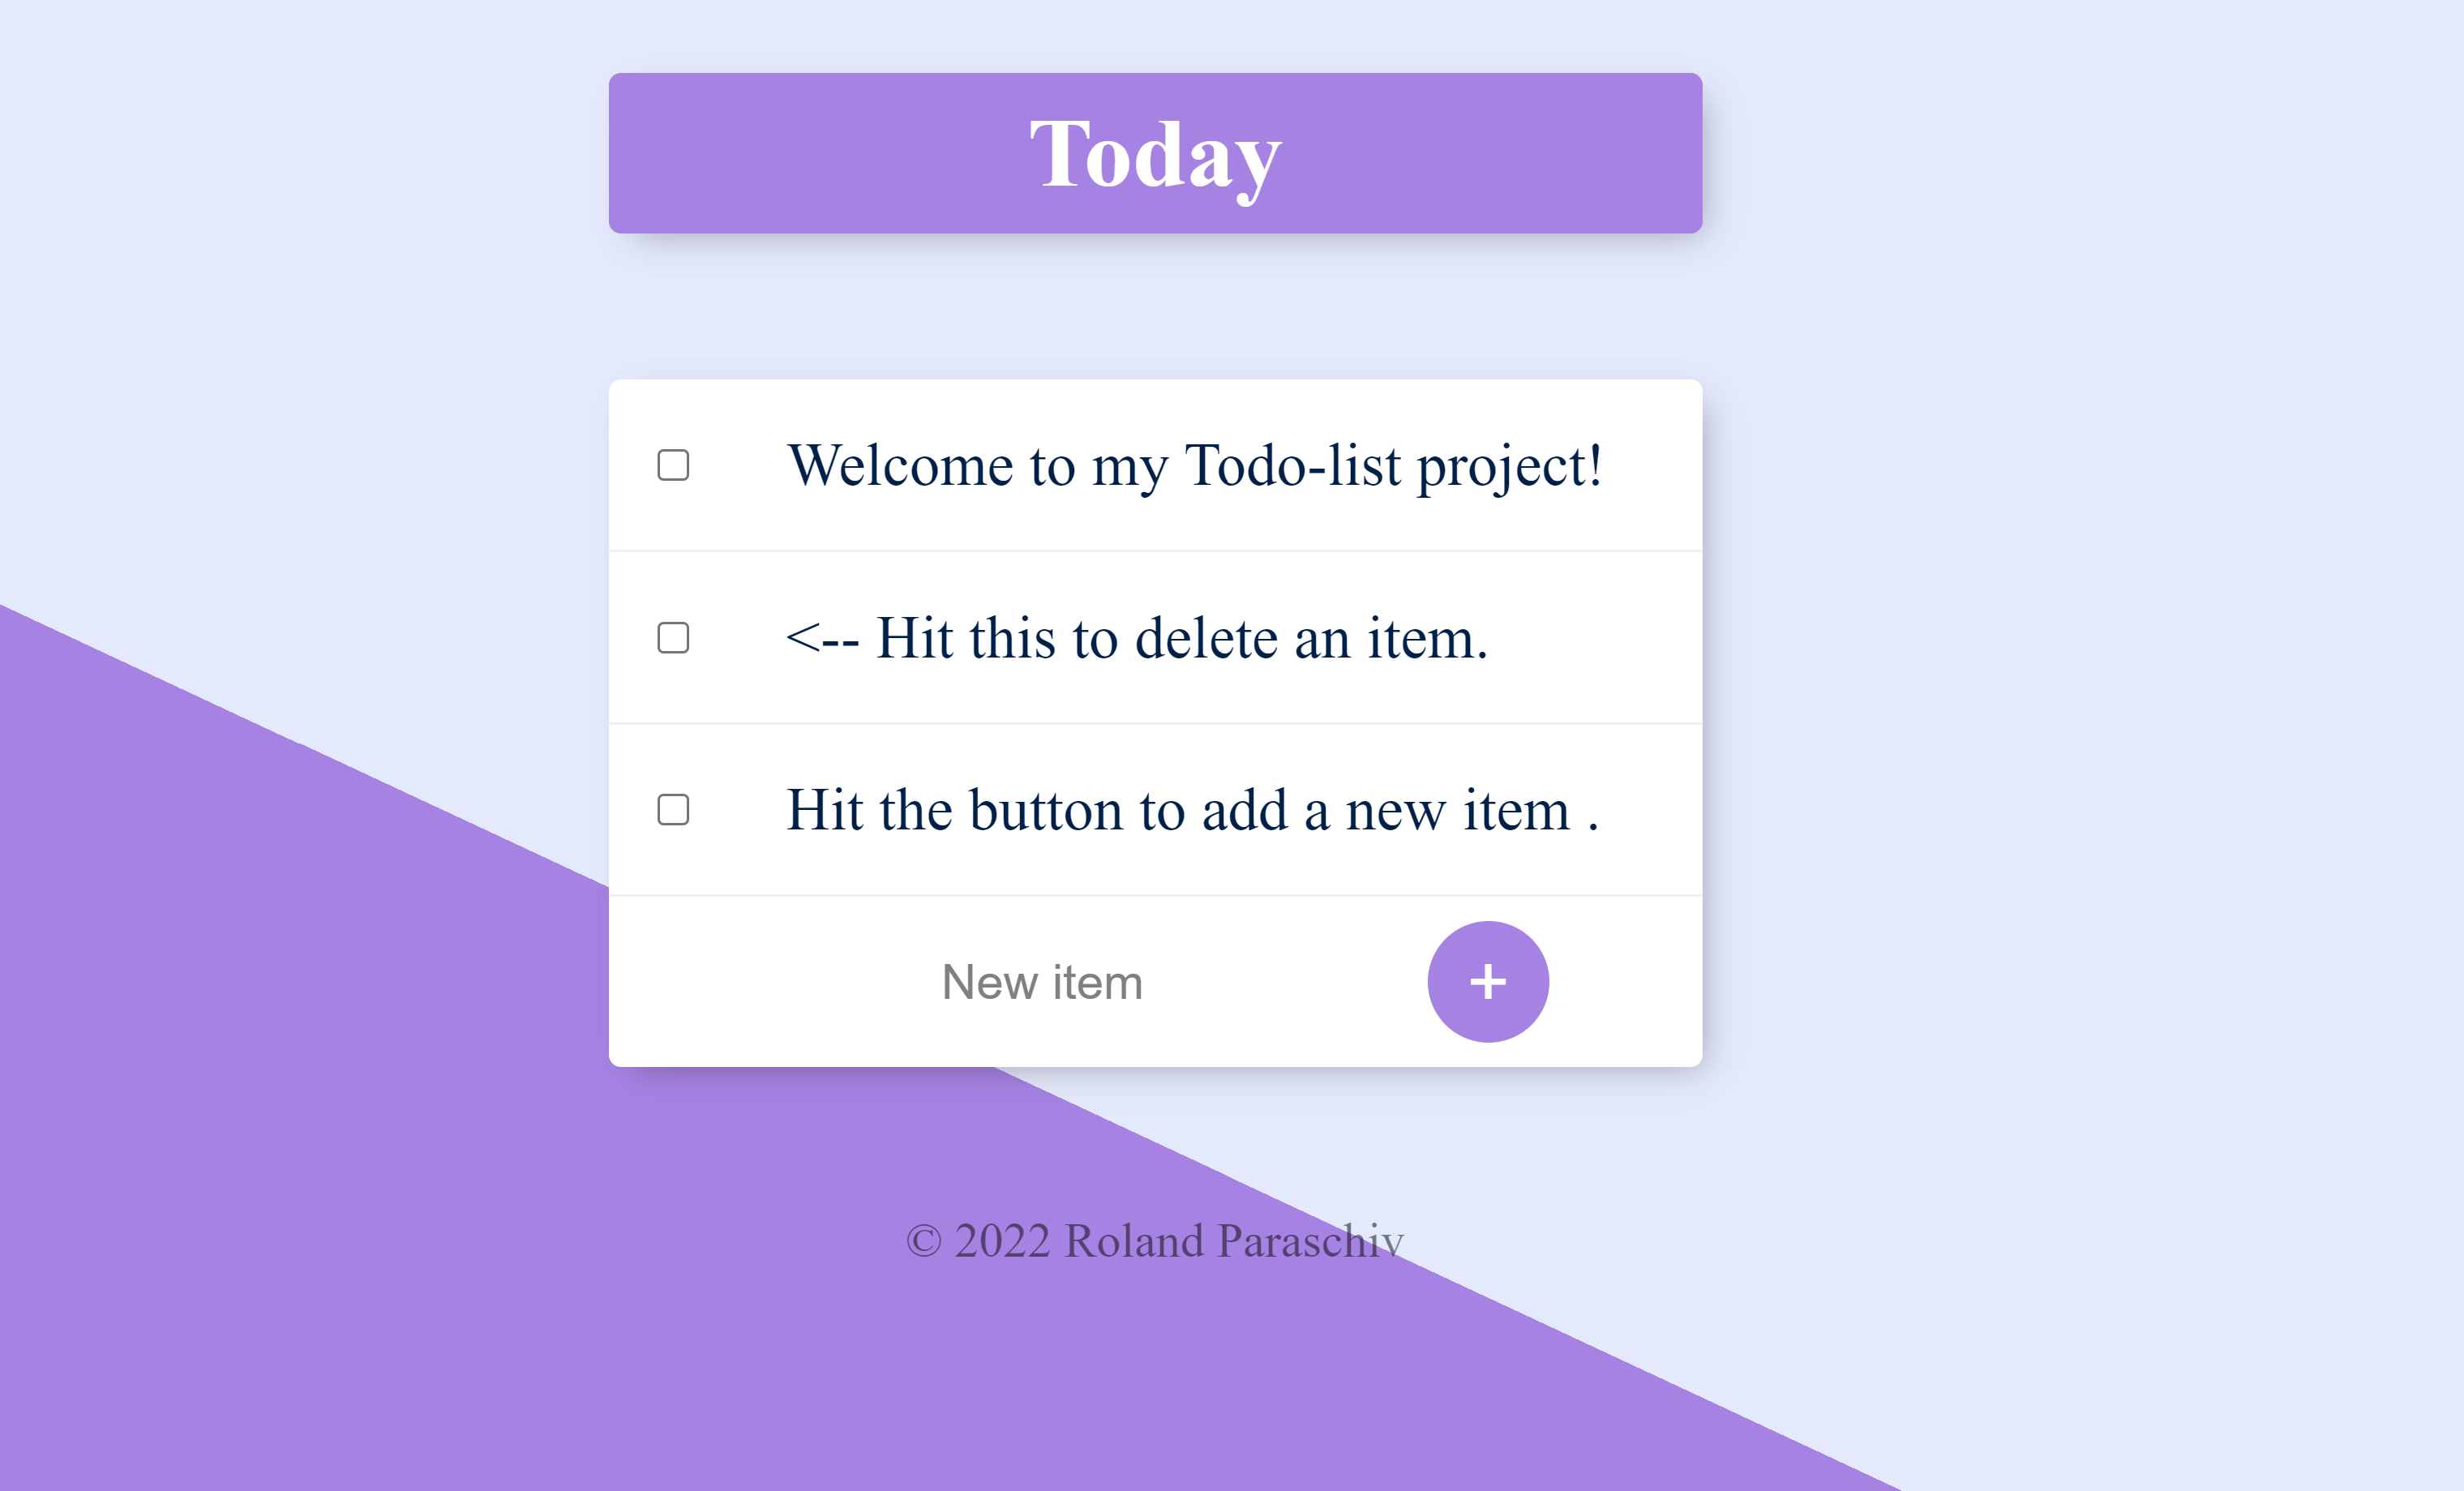 Today
Welcome to my Todo-list project!
<-- Hit this to delete an item.
Hit the button to add a new item .
New item
+
© 2022 Roland Paraschiv